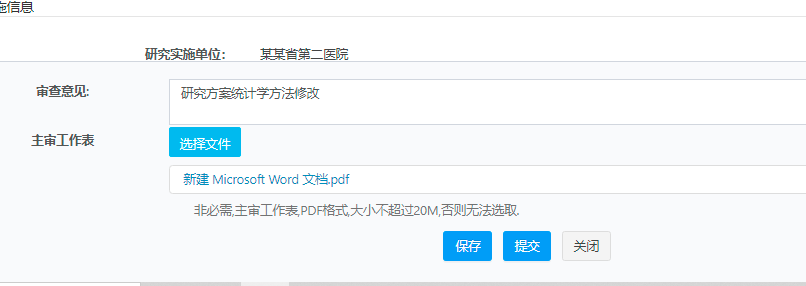 施信息
研究实施单位: 某某省第二医院
审查意见: 研究方案统计学方法修改
主审工作表 选择文件
新建 Microsoft Word 文档.pdf
非必需,主审工作表,PDF格式,大小不超过20M,否则无法选取.
保存 提交 关闭